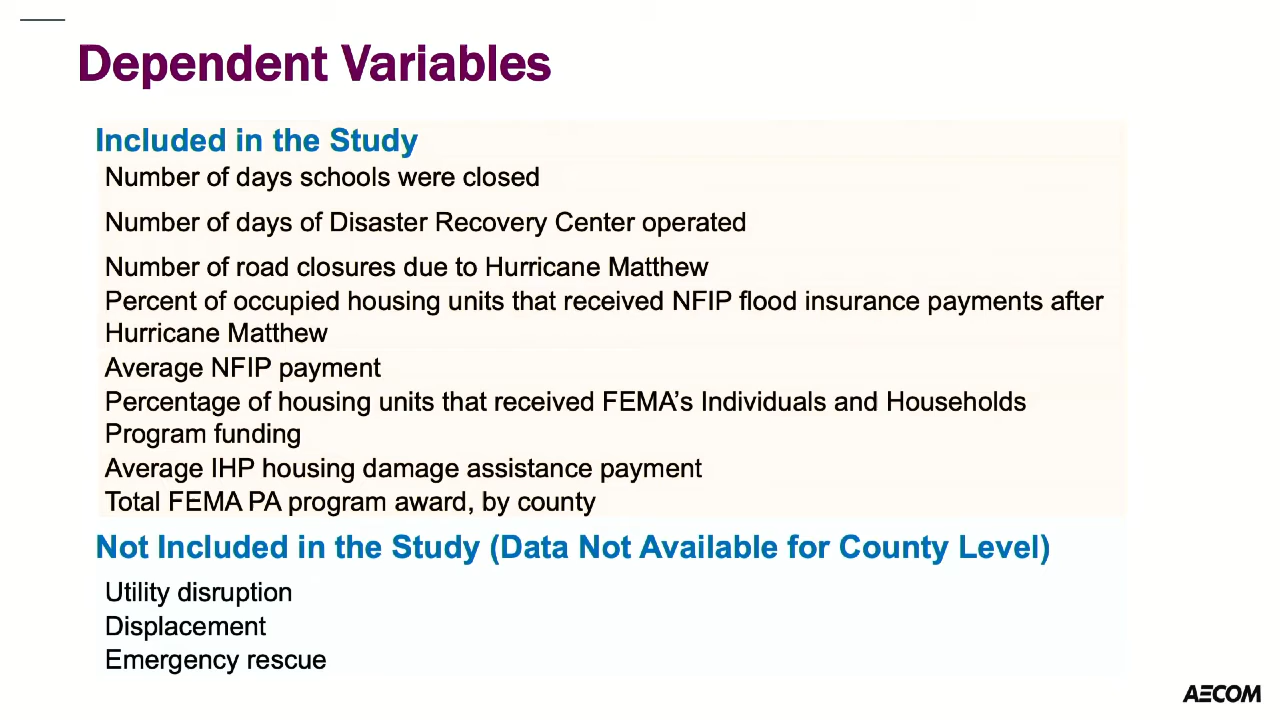 Dependent Variables
Included in the Study
Number of days schools were closed
Number of days of Disaster Recovery Center operated
Number of road closures due to Hurricane Matthew
Percent of occupied housing units that received NFIP flood insurance payments after
Hurricane Matthew
Average NFIP payment
Percentage of housing units that received FEMA’s Individuals and Households
Program funding
Average IHP housing damage assistance payment
Total FEMA PA program award, by county
Not Included in the Study (Data Not Available for County Level)
Utility disruption
Displacement
Emergency rescue
AECOM